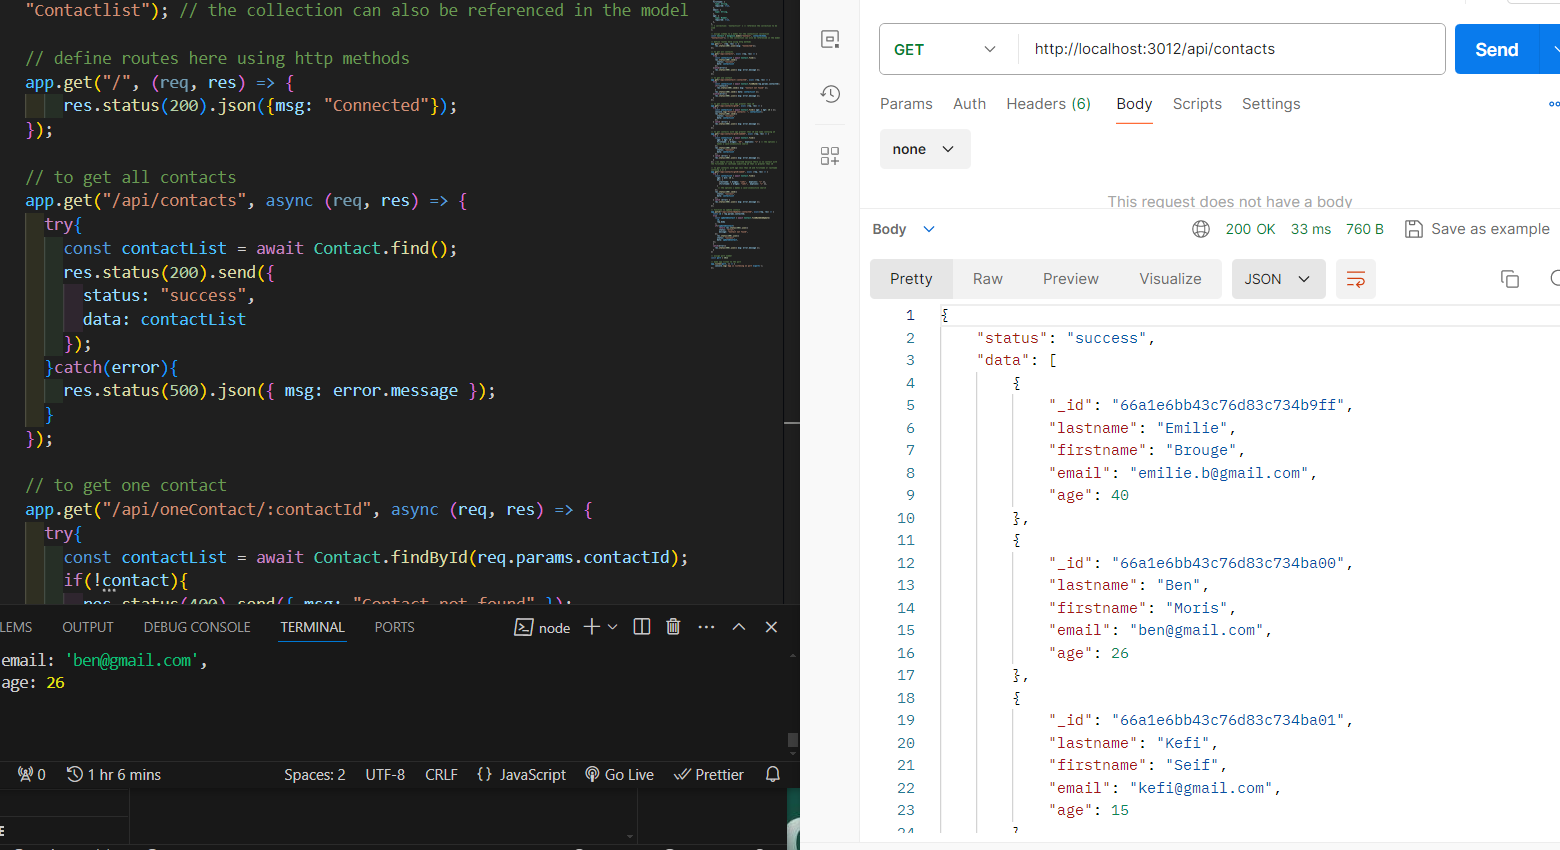 "Contactlist"); // the collection can also be referenced in the model
// define routes here using http methods
app.get("/", (req, res) => {
res.status(200).json({msg: "Connected"});
});
// to get all contacts
app.get("/api/contacts", async (req, res) => {
try{
const contactList = await Contact.find();
res.status(200).send({
status: "success",
data: contactList
});
}catch(error){
res.status(500).json({ msg: error.message });
}
});
// to get one contact
app.get("/api/oneContact/:contactId", async (req, res) => {
try{
const contactList = await Contact.findById(req.params.contactId);
if(!contact){
res.status(400).send({ msg: "Contact not found" });
LEMS OUTPUT DEBUG CONSOLE TERMINAL PORTS node
email: 'ben@gmail.com',
age: 26
0 1 hr 6 mins Spaces: 2 UTF-8 CRLF {} JavaScript Go Live Prettier
E
GET http://localhost:3012/api/contacts Send
Params Auth Headers (6) Body Scripts Settings
none
This request does not have a body
Body 200 OK 33 ms 760 B Save as example
Pretty Raw Preview Visualize JSON
1 {
2 "status": "success",
3 "data": [
4 {
5 "_id": "66a1e6bb43c76d83c734b9ff",
6 "lastname": "Emilie",
7 "firstname": "Brouge",
8 "email": "emilie.b@gmail.com",
9 "age": 40
10 },
11 {
12 "_id": "66a1e6bb43c76d83c734ba00",
13 "lastname": "Ben",
14 "firstname": "Moris",
15 "email": "ben@gmail.com",
16 "age": 26
17 },
18 {
19 "_id": "66a1e6bb43c76d83c734ba01",
20 "lastname": "Kefi",
21 "firstname": "Seif",
22 "email": "kefi@gmail.com",
23 "age": 15
24 }